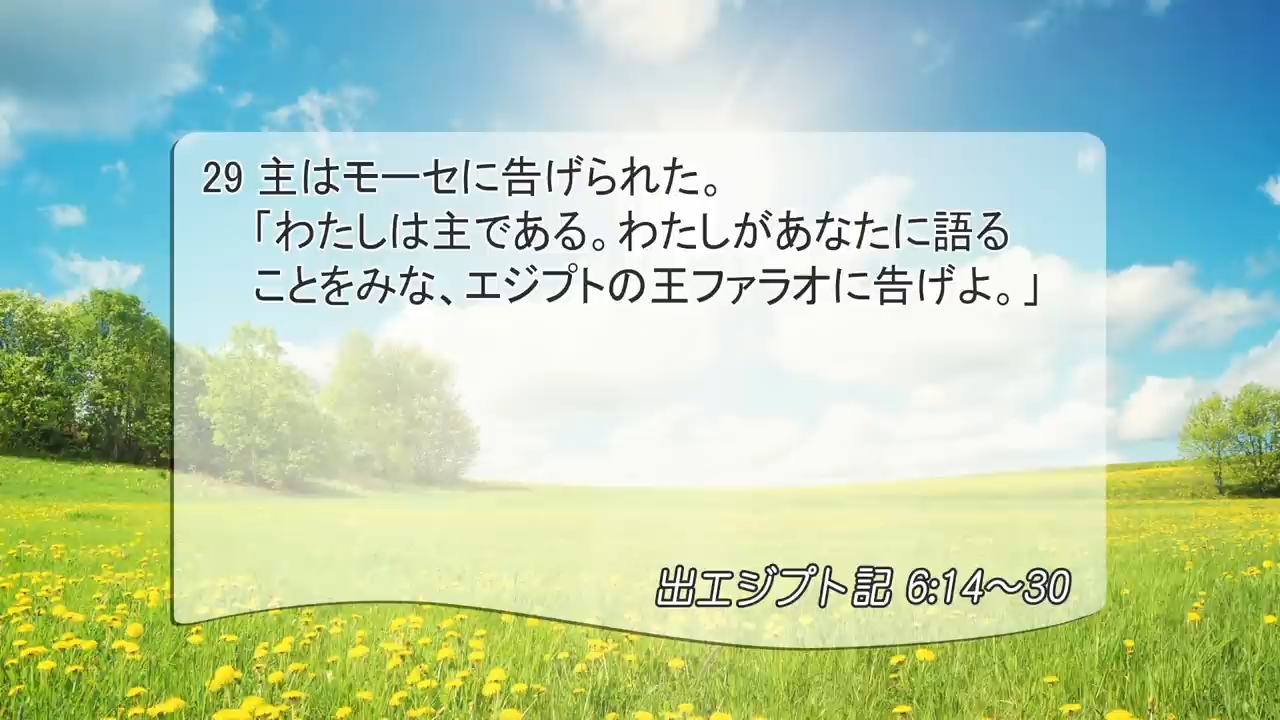 29 主はモーセに告げられた。
「わたしは主である。わたしがあなたに語る
ことをみな、エジプトの王ファラオに告げよ。」
出エジプト記 6:14～30